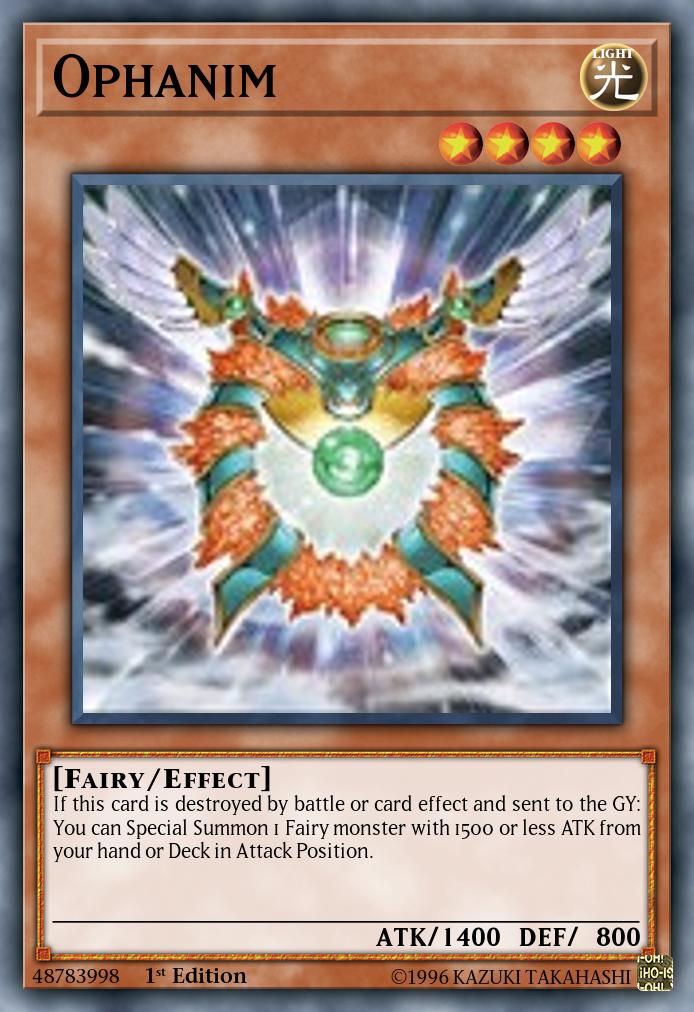 OPHANIM
LIGHT
光
[FAIRY/EFFECT]
If this card is destroyed by battle or card effect and sent to the GY:
You can Special Summon 1 Fairy monster with 1500 or less ATK from
your hand or Deck in Attack Position.
ATK/1400 DEF/ 800
48783998 1st Edition ©1996 KAZUKI TAKAHASHI